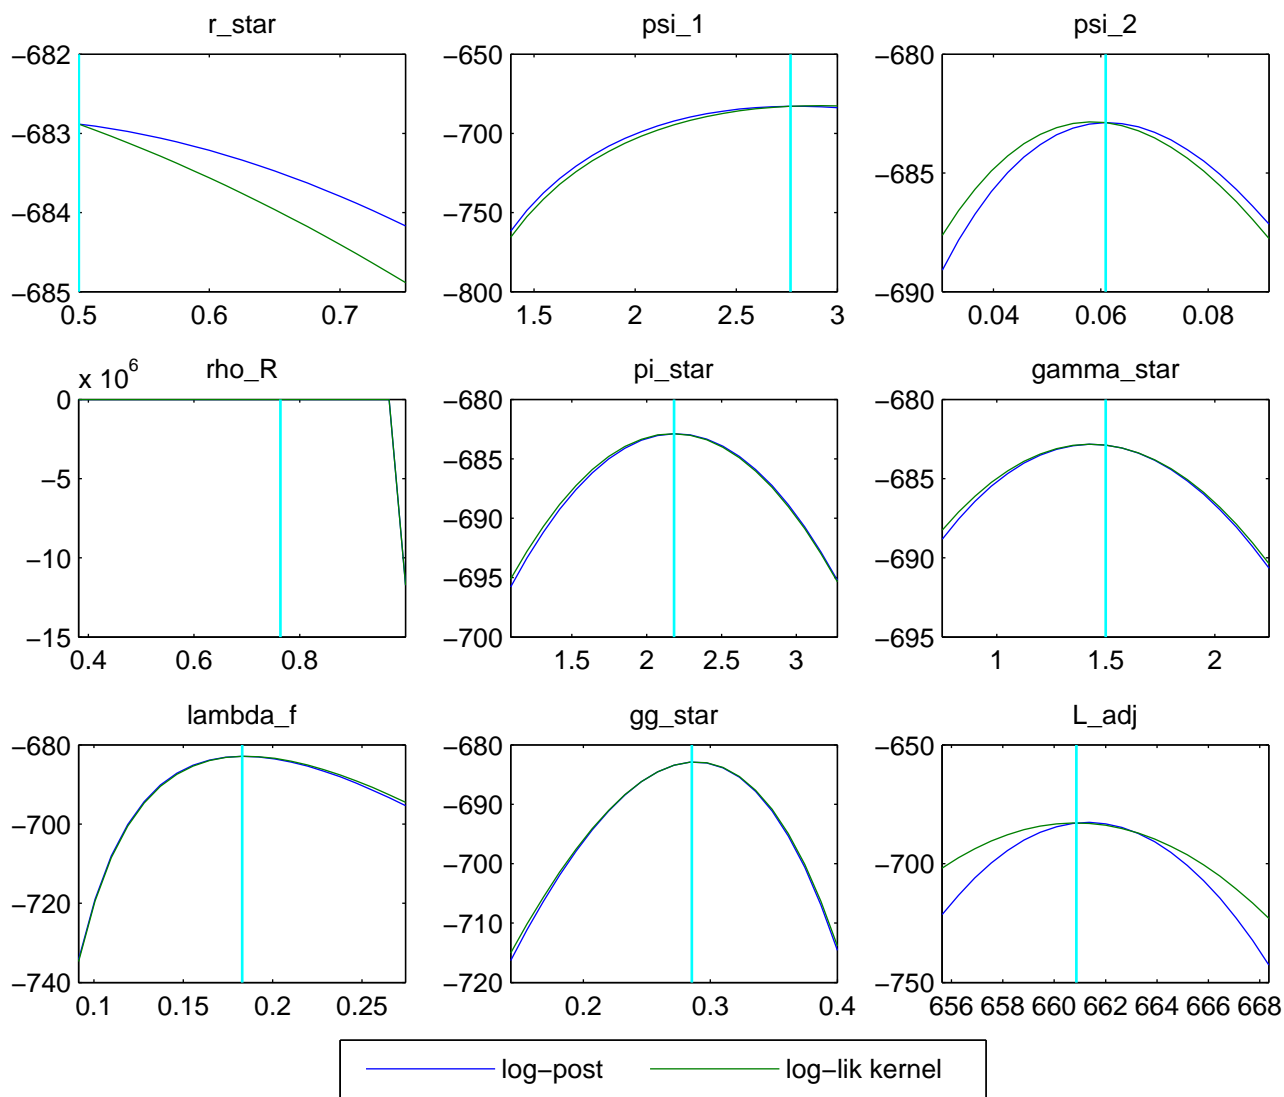 r_star psi_1 psi_2
−682 −650 −680
−683 −700
−685
−684 −750
−685 −800 −690
0.5 0.6 0.7 1.5 2 2.5 3 0.04 0.06 0.08
x 10^6 rho_R pi_star gamma_star
0 −680 −680
−5 −685 −685
−690
−10 −695 −690
−15 −700 −695
0.4 0.6 0.8 1.5 2 2.5 3 1 1.5 2
lambda_f gg_star L_adj
−680 −680 −650
−690
−700 −700 −700
−720 −710
−740 −720 −750
0.1 0.15 0.2 0.25 0.2 0.3 0.4 656 658 660 662 664 666 668
log−post log−lik kernel